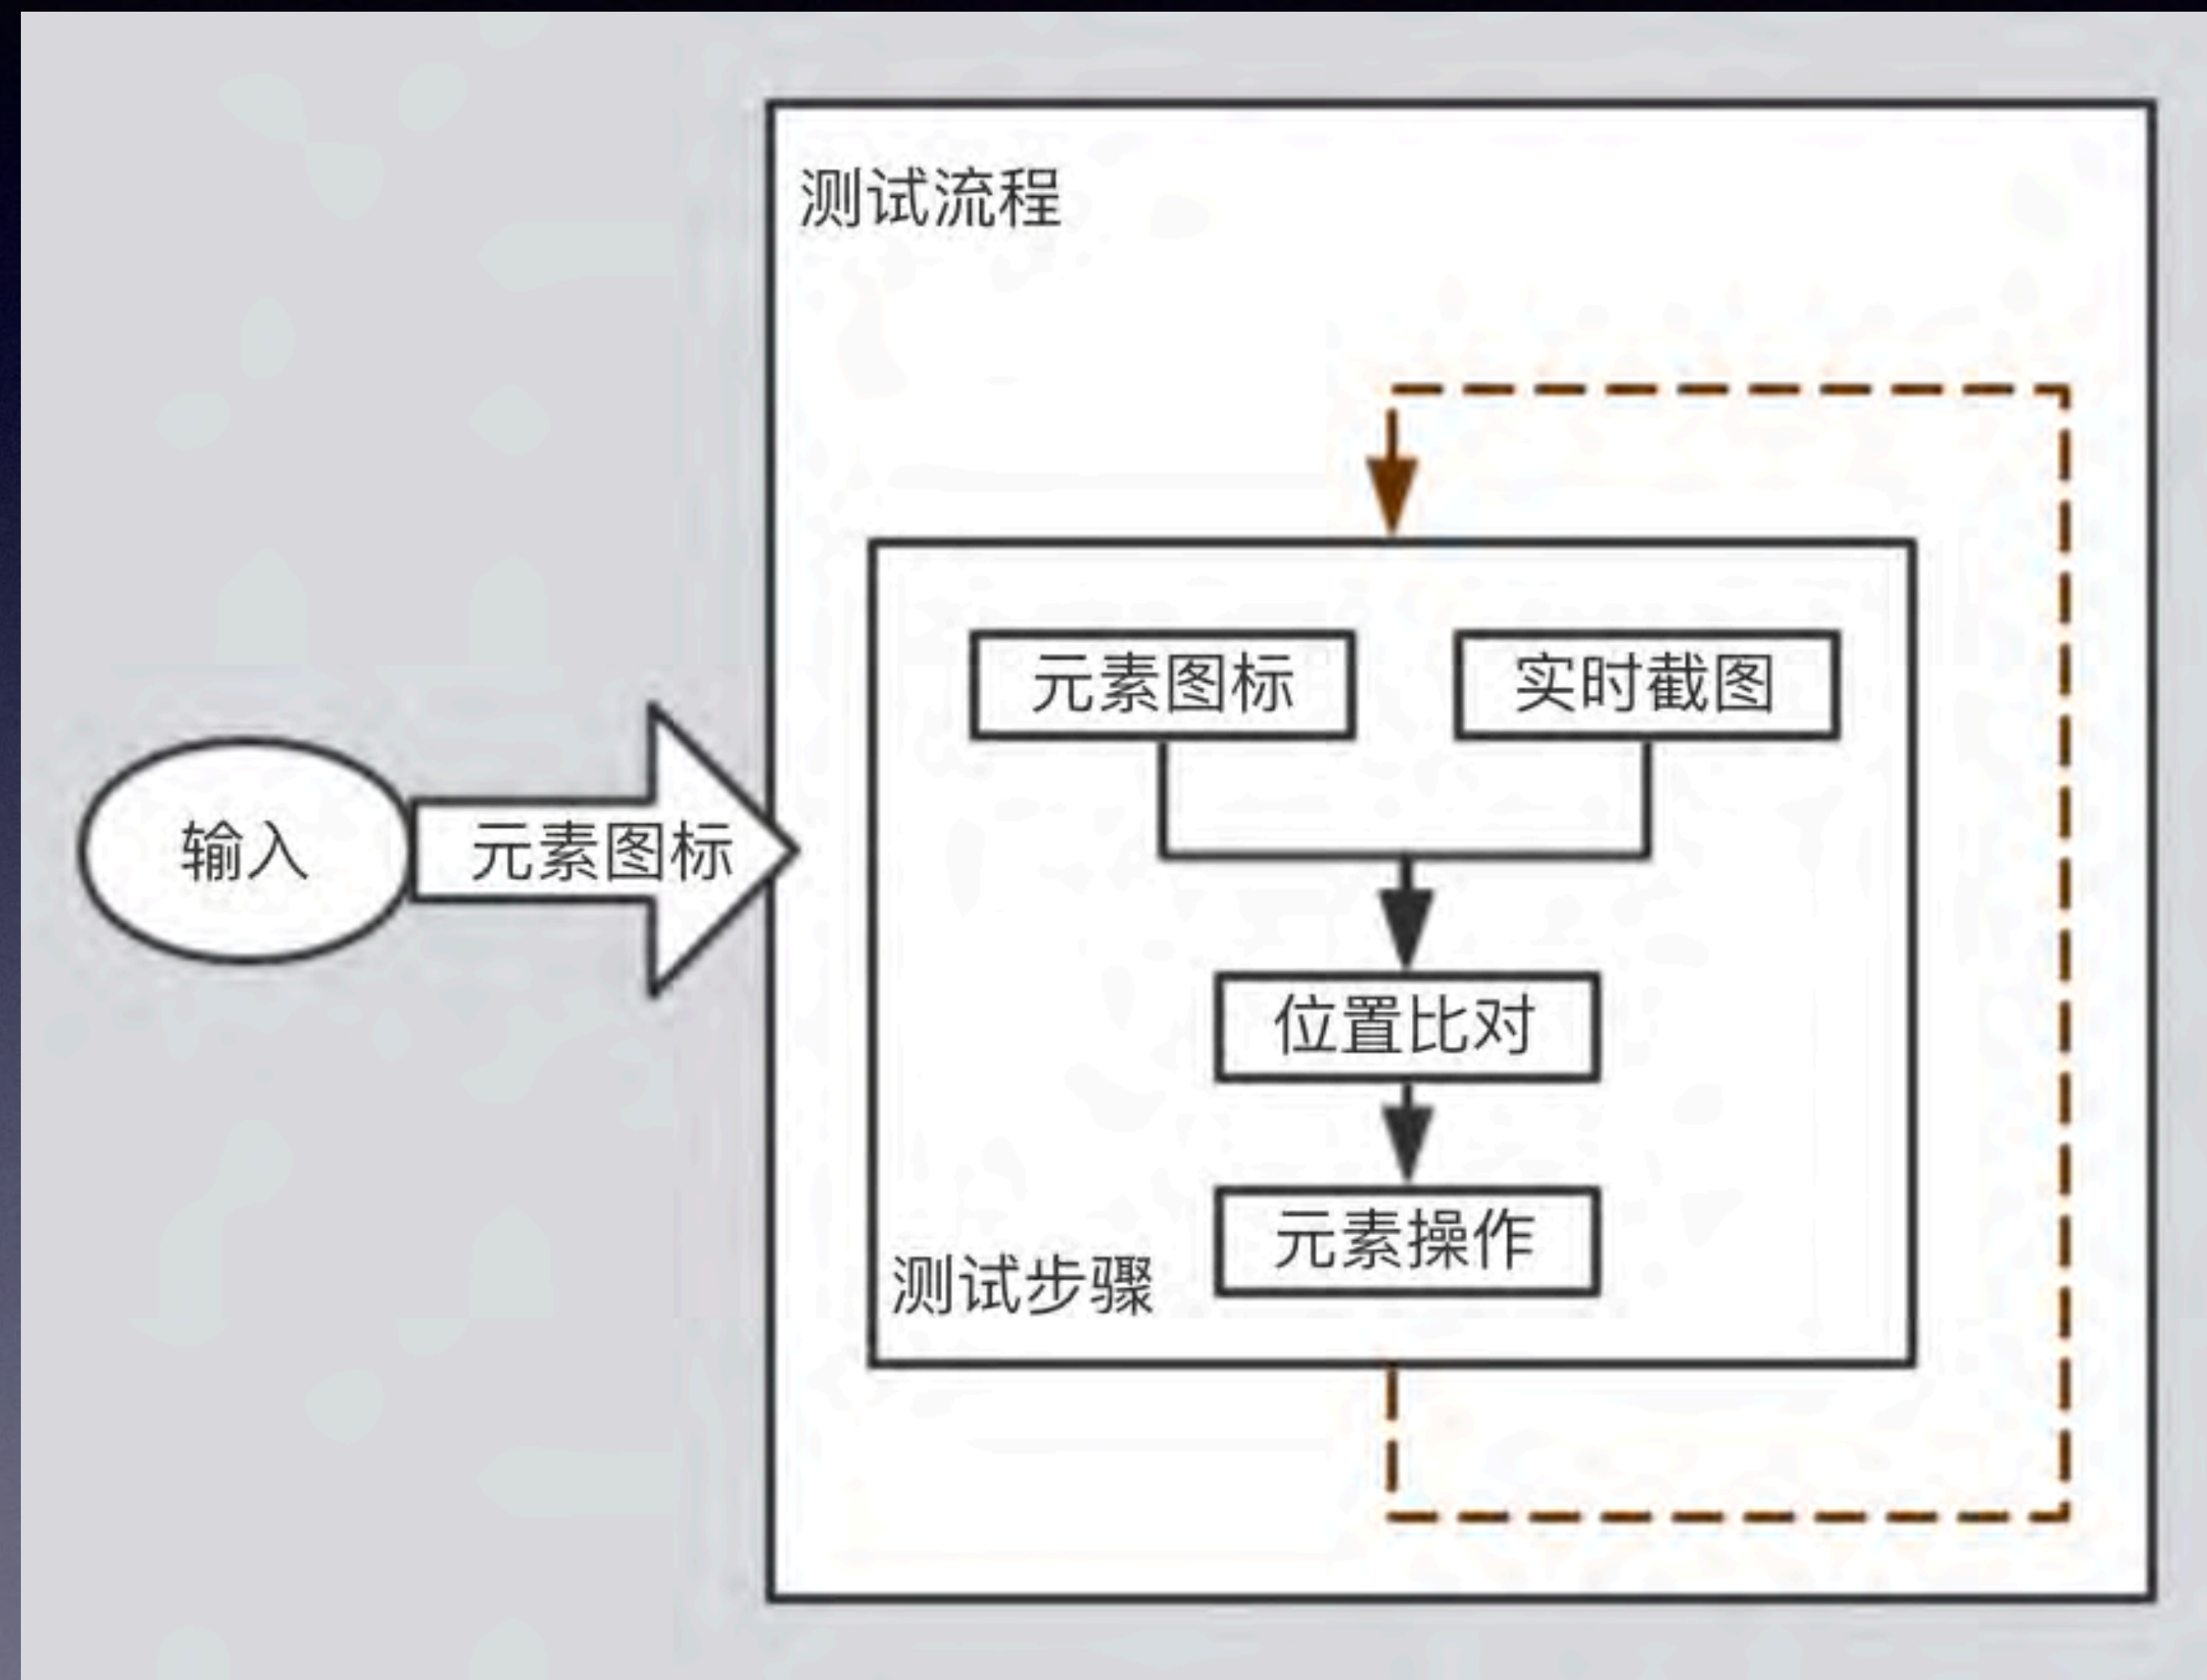 测试流程
元素图标
实时截图
输入
元素图标
位置比对
元素操作
测试步骤